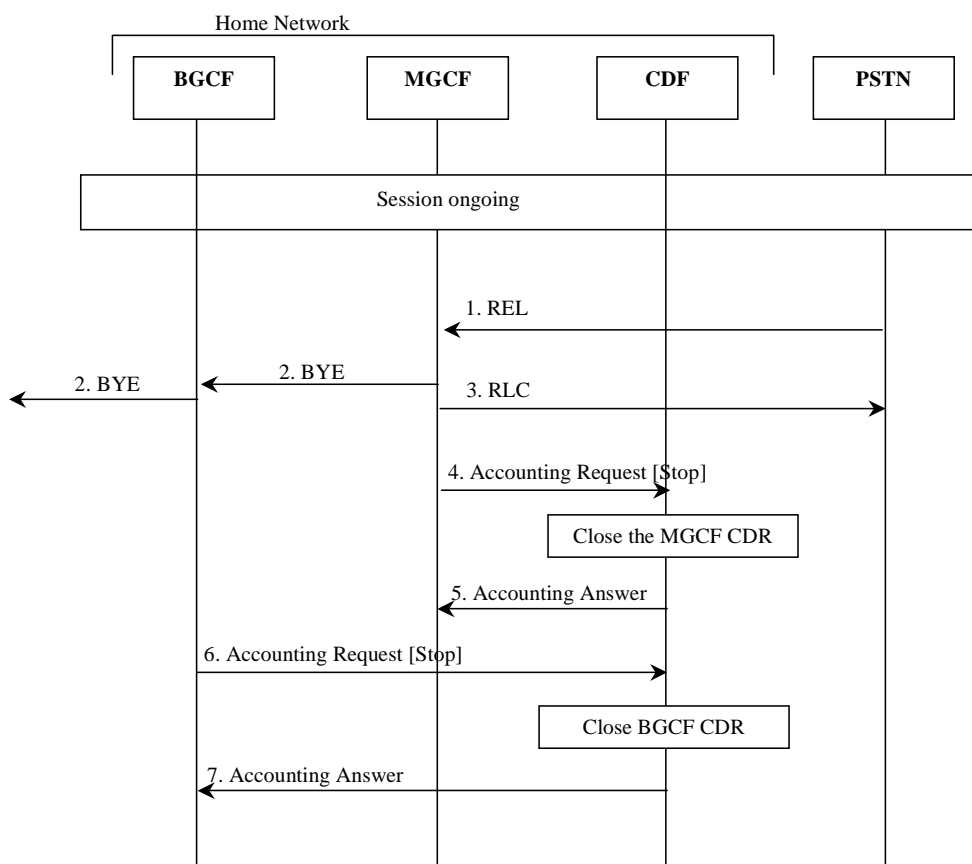 Home Network
BGCF
MGCF
CDF
PSTN
Session ongoing
1. REL
2. BYE
2. BYE
3. RLC
4. Accounting Request [Stop]
Close the MGCF CDR
5. Accounting Answer
6. Accounting Request [Stop]
Close BGCF CDR
7. Accounting Answer